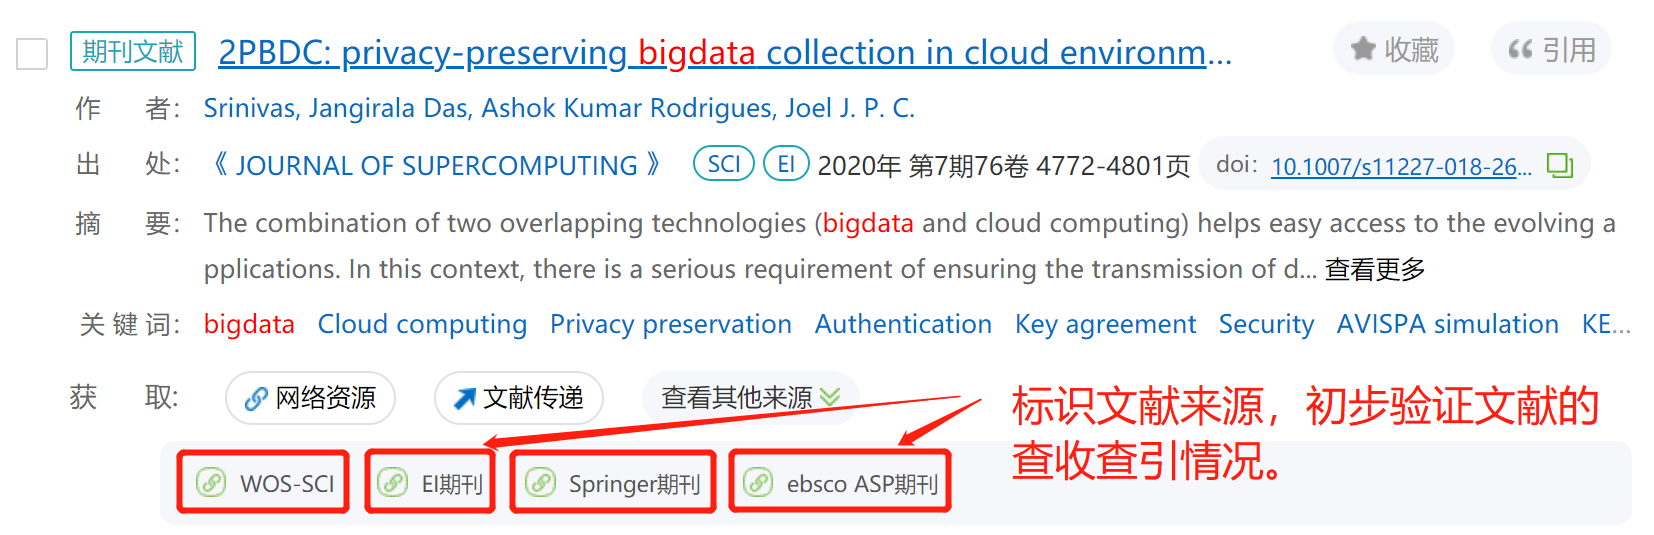 期刊文献 2PBDC: privacy-preserving bigdata collection in cloud environm... 收藏 引用
作 者： Srinivas, Jangirala Das, Ashok Kumar Rodrigues, Joel J. P. C.
出 处： 《 JOURNAL OF SUPERCOMPUTING 》 SCI EI 2020年 第7期76卷 4772-4801页 doi： 10.1007/s11227-018-26...
摘 要： The combination of two overlapping technologies (bigdata and cloud computing) helps easy access to the evolving a
pplications. In this context, there is a serious requirement of ensuring the transmission of d... 查看更多
关 键 词： bigdata Cloud computing Privacy preservation Authentication Key agreement Security AVISPA simulation KE...
获 取: 网络资源 文献传递 查看其他来源
标识文献来源，初步验证文献的
查收查引情况。
WOS-SCI EI期刊 Springer期刊 ebsco ASP期刊